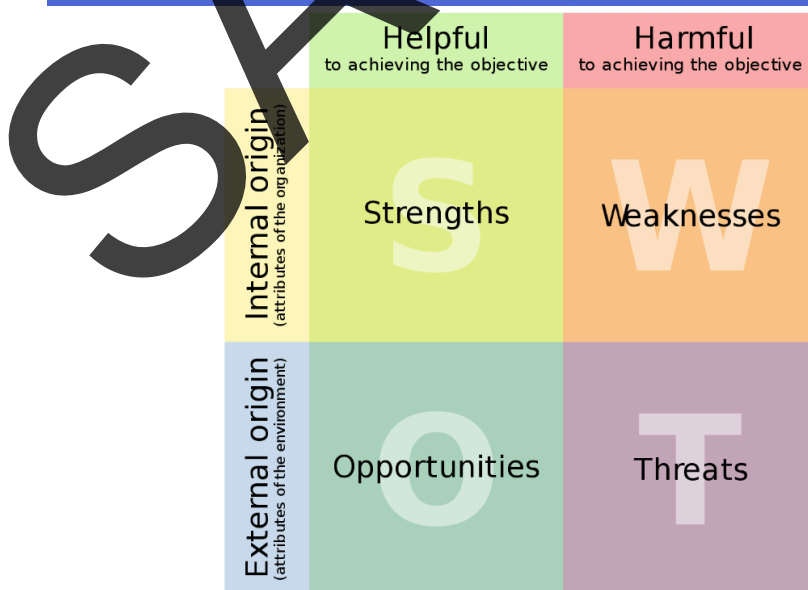 SA
Helpful
to achieving the objective
Harmful
to achieving the objective
Internal origin
(attributes of the organization)
S
Strengths
W
Weaknesses
External origin
(attributes of the environment)
O
Opportunities
T
Threats